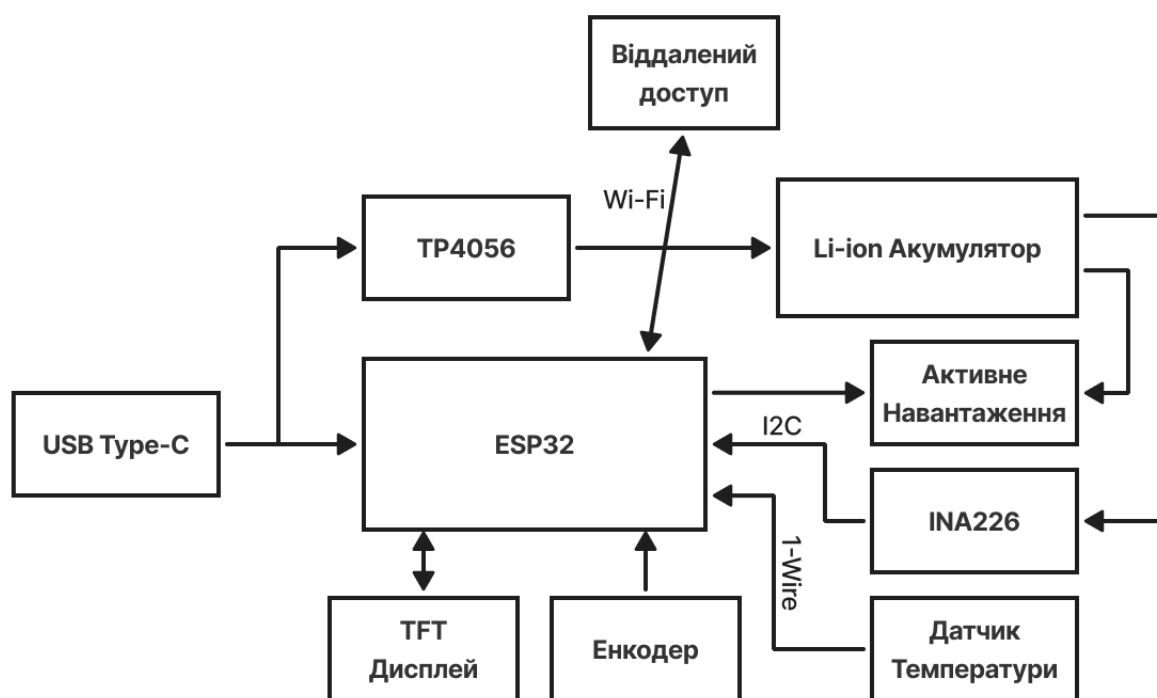 Віддалений
доступ
Wi-Fi
TP4056
Li-ion Акумулятор
Активне
Навантаження
USB Type-C
ESP32
I2C
INA226
1-Wire
TFT
Дисплей
Енкодер
Датчик
Температури